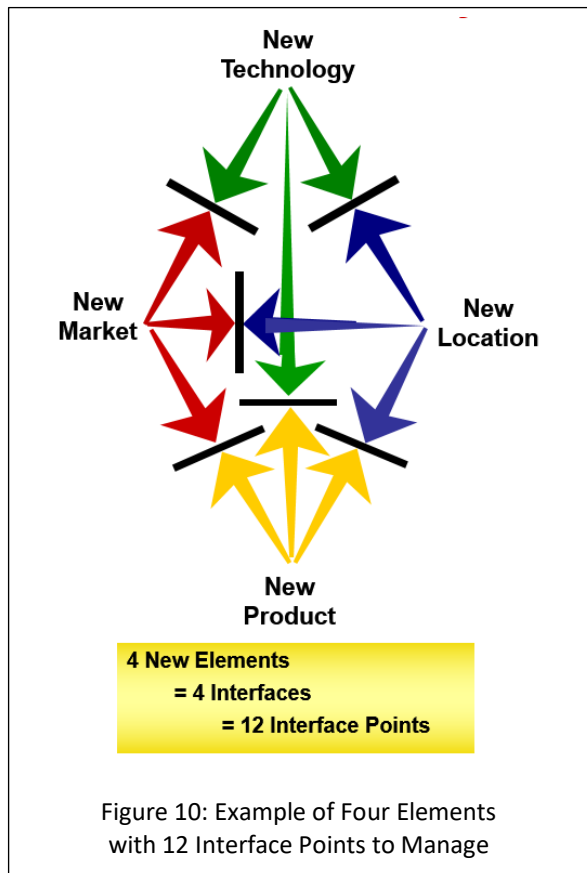 New
Technology
New
Market
New
Location
New
Product
4 New Elements
= 4 Interfaces
= 12 Interface Points
Figure 10: Example of Four Elements
with 12 Interface Points to Manage